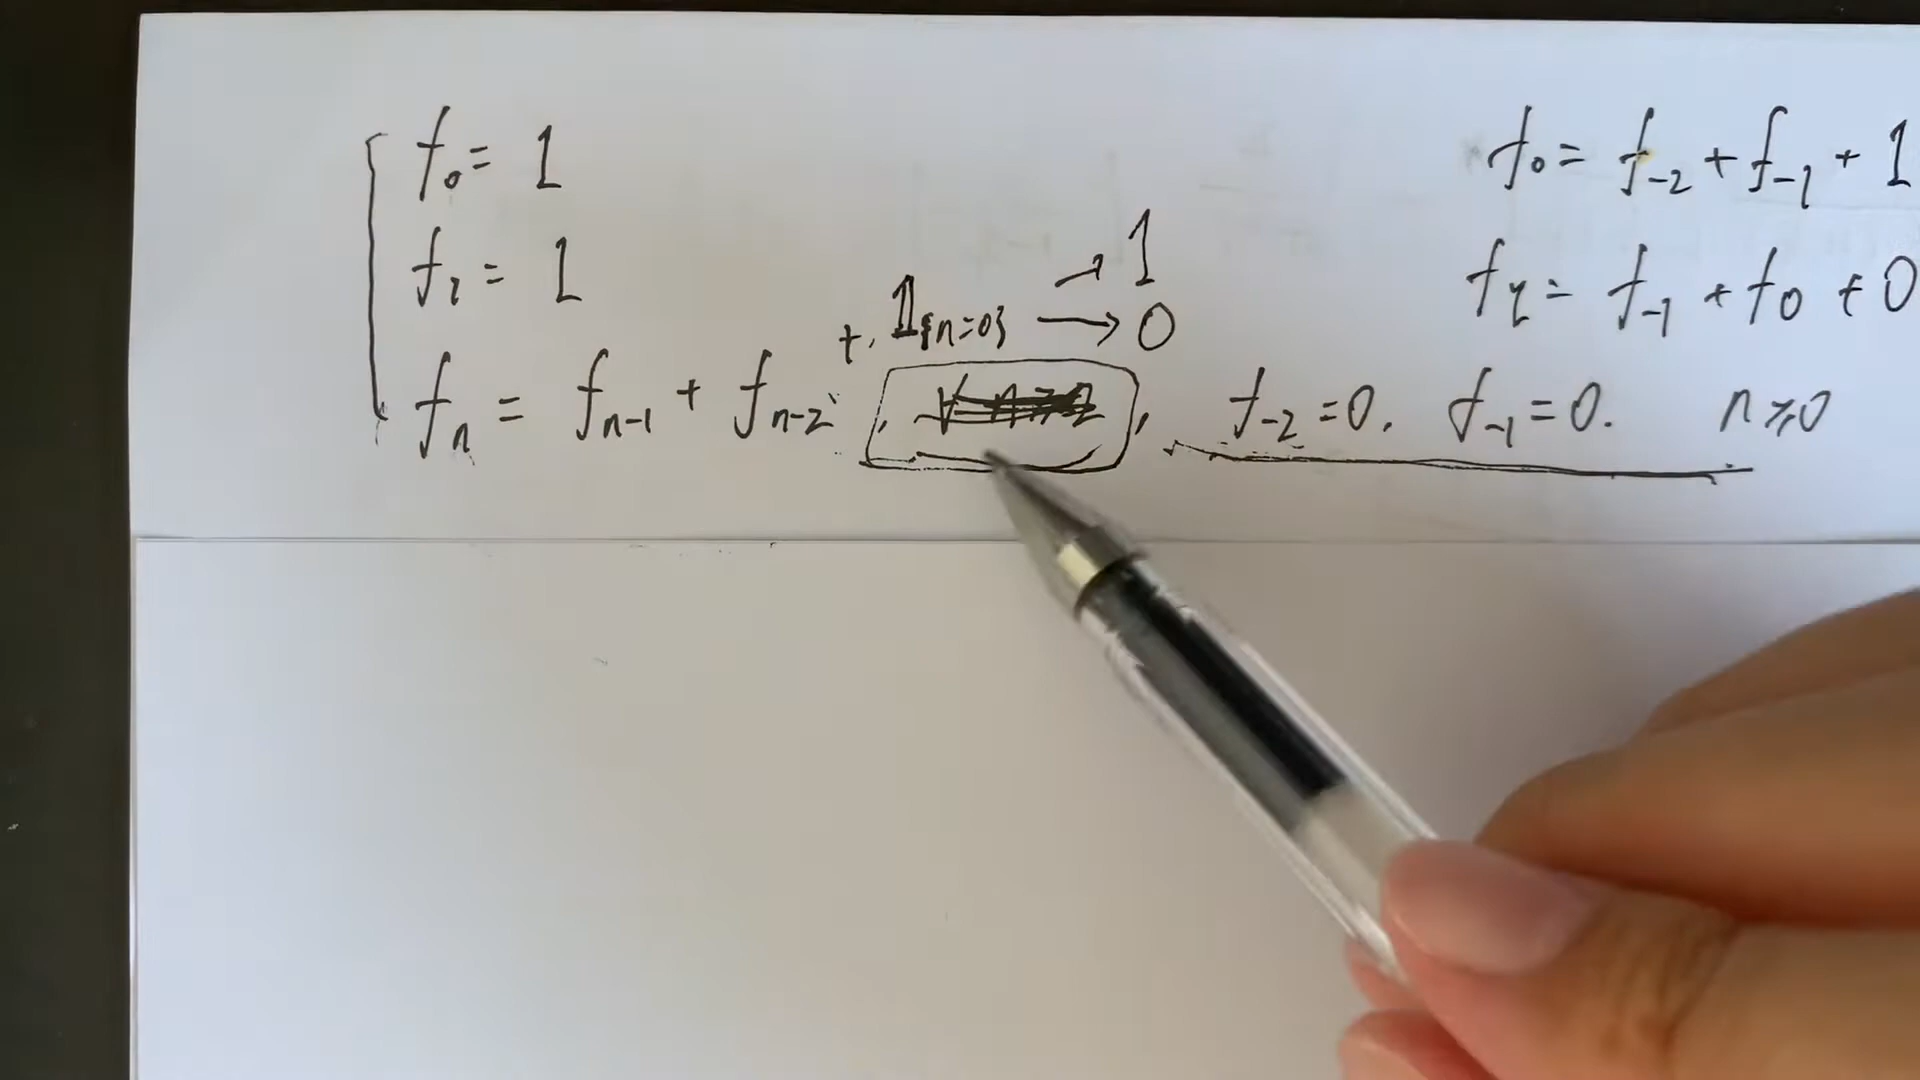 f₀ = 1
f₁ = 1
+ 𝟙{n=0} → 1
→ 0
fₙ = fₙ₋₁ + fₙ₋₂ , f₋₂ = 0. f₋₁ = 0. n ≥ 0
f₀ = f₋₂ + f₋₁ + 1
f₁ = f₋₁ + f₀ + 0